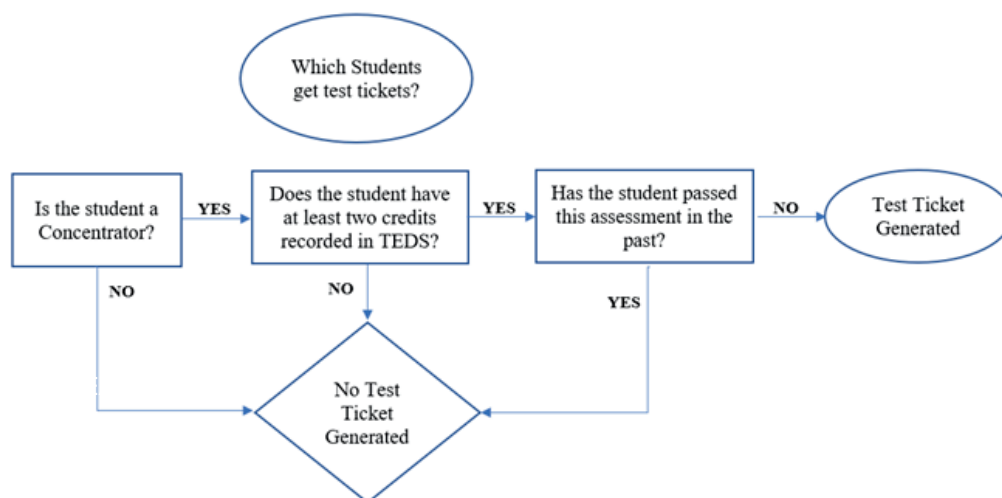 Which Students
get test tickets?
Is the student a
Concentrator?
YES
Does the student have
at least two credits
recorded in TEDS?
YES
Has the student passed
this assessment in the
past?
NO
Test Ticket
Generated
NO
NO
YES
No Test
Ticket
Generated